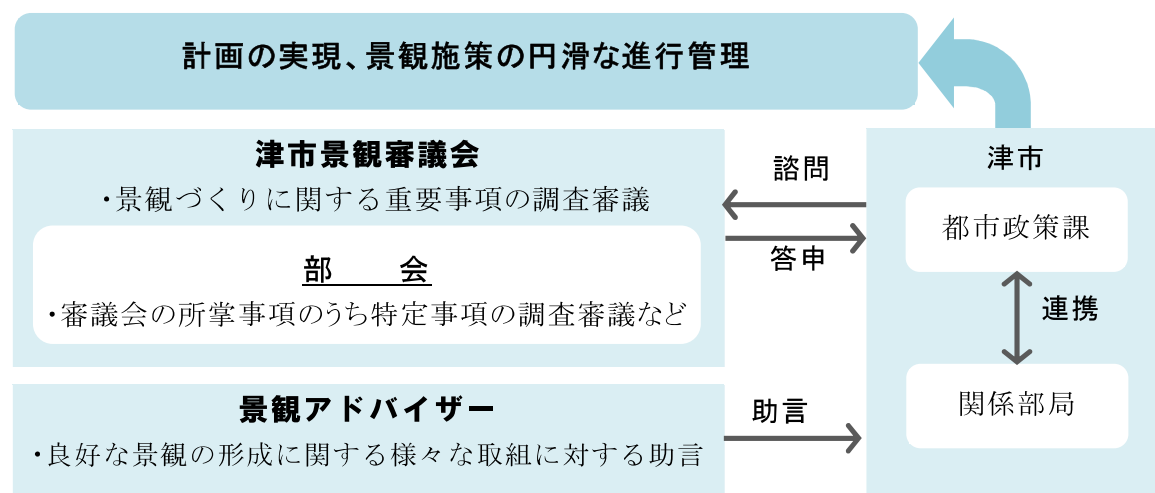 計画の実現、景観施策の円滑な進行管理
津市景観審議会
・景観づくりに関する重要事項の調査審議
部　会
・審議会の所掌事項のうち特定事項の調査審議など
諮問
答申
津市
都市政策課
連携
関係部局
景観アドバイザー
・良好な景観の形成に関する様々な取組に対する助言
助言